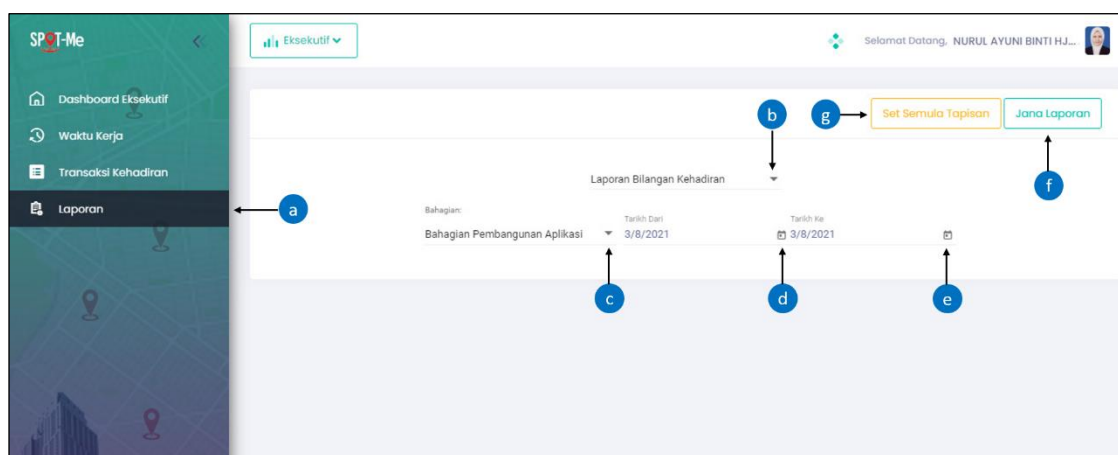 SPOT-Me
Eksekutif
Selamat Datang, NURUL AYUNI BINTI HJ...
Dashboard Eksekutif
Waktu Kerja
Transaksi Kehadiran
Laporan
a
b
g
Set Semula Tapisan
Jana Laporan
f
Laporan Bilangan Kehadiran
Bahagian:
Bahagian Pembangunan Aplikasi
Tarikh Dari
3/8/2021
Tarikh Ke
3/8/2021
c
d
e